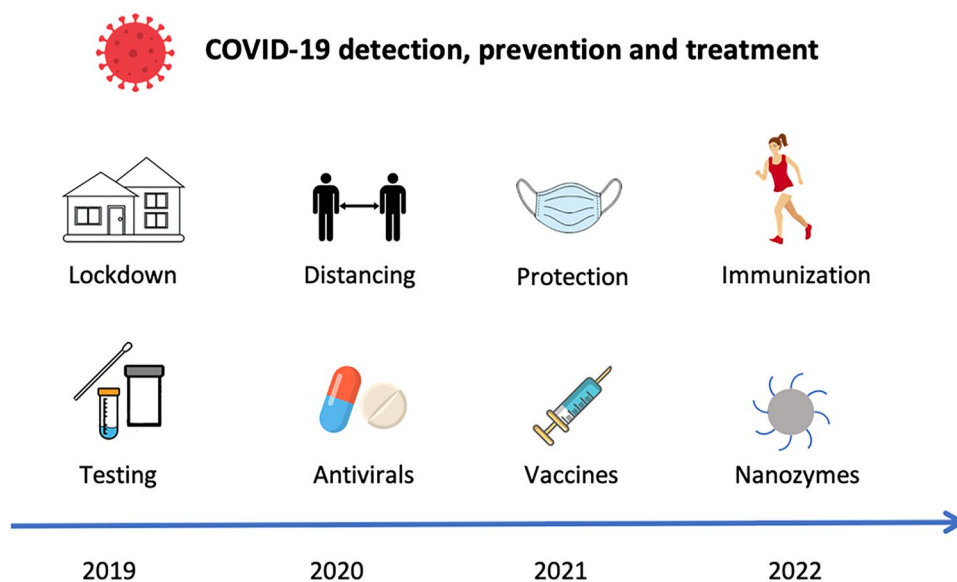 COVID-19 detection, prevention and treatment
Lockdown
Distancing
Protection
Immunization
Testing
Antivirals
Vaccines
Nanozymes
2019
2020
2021
2022